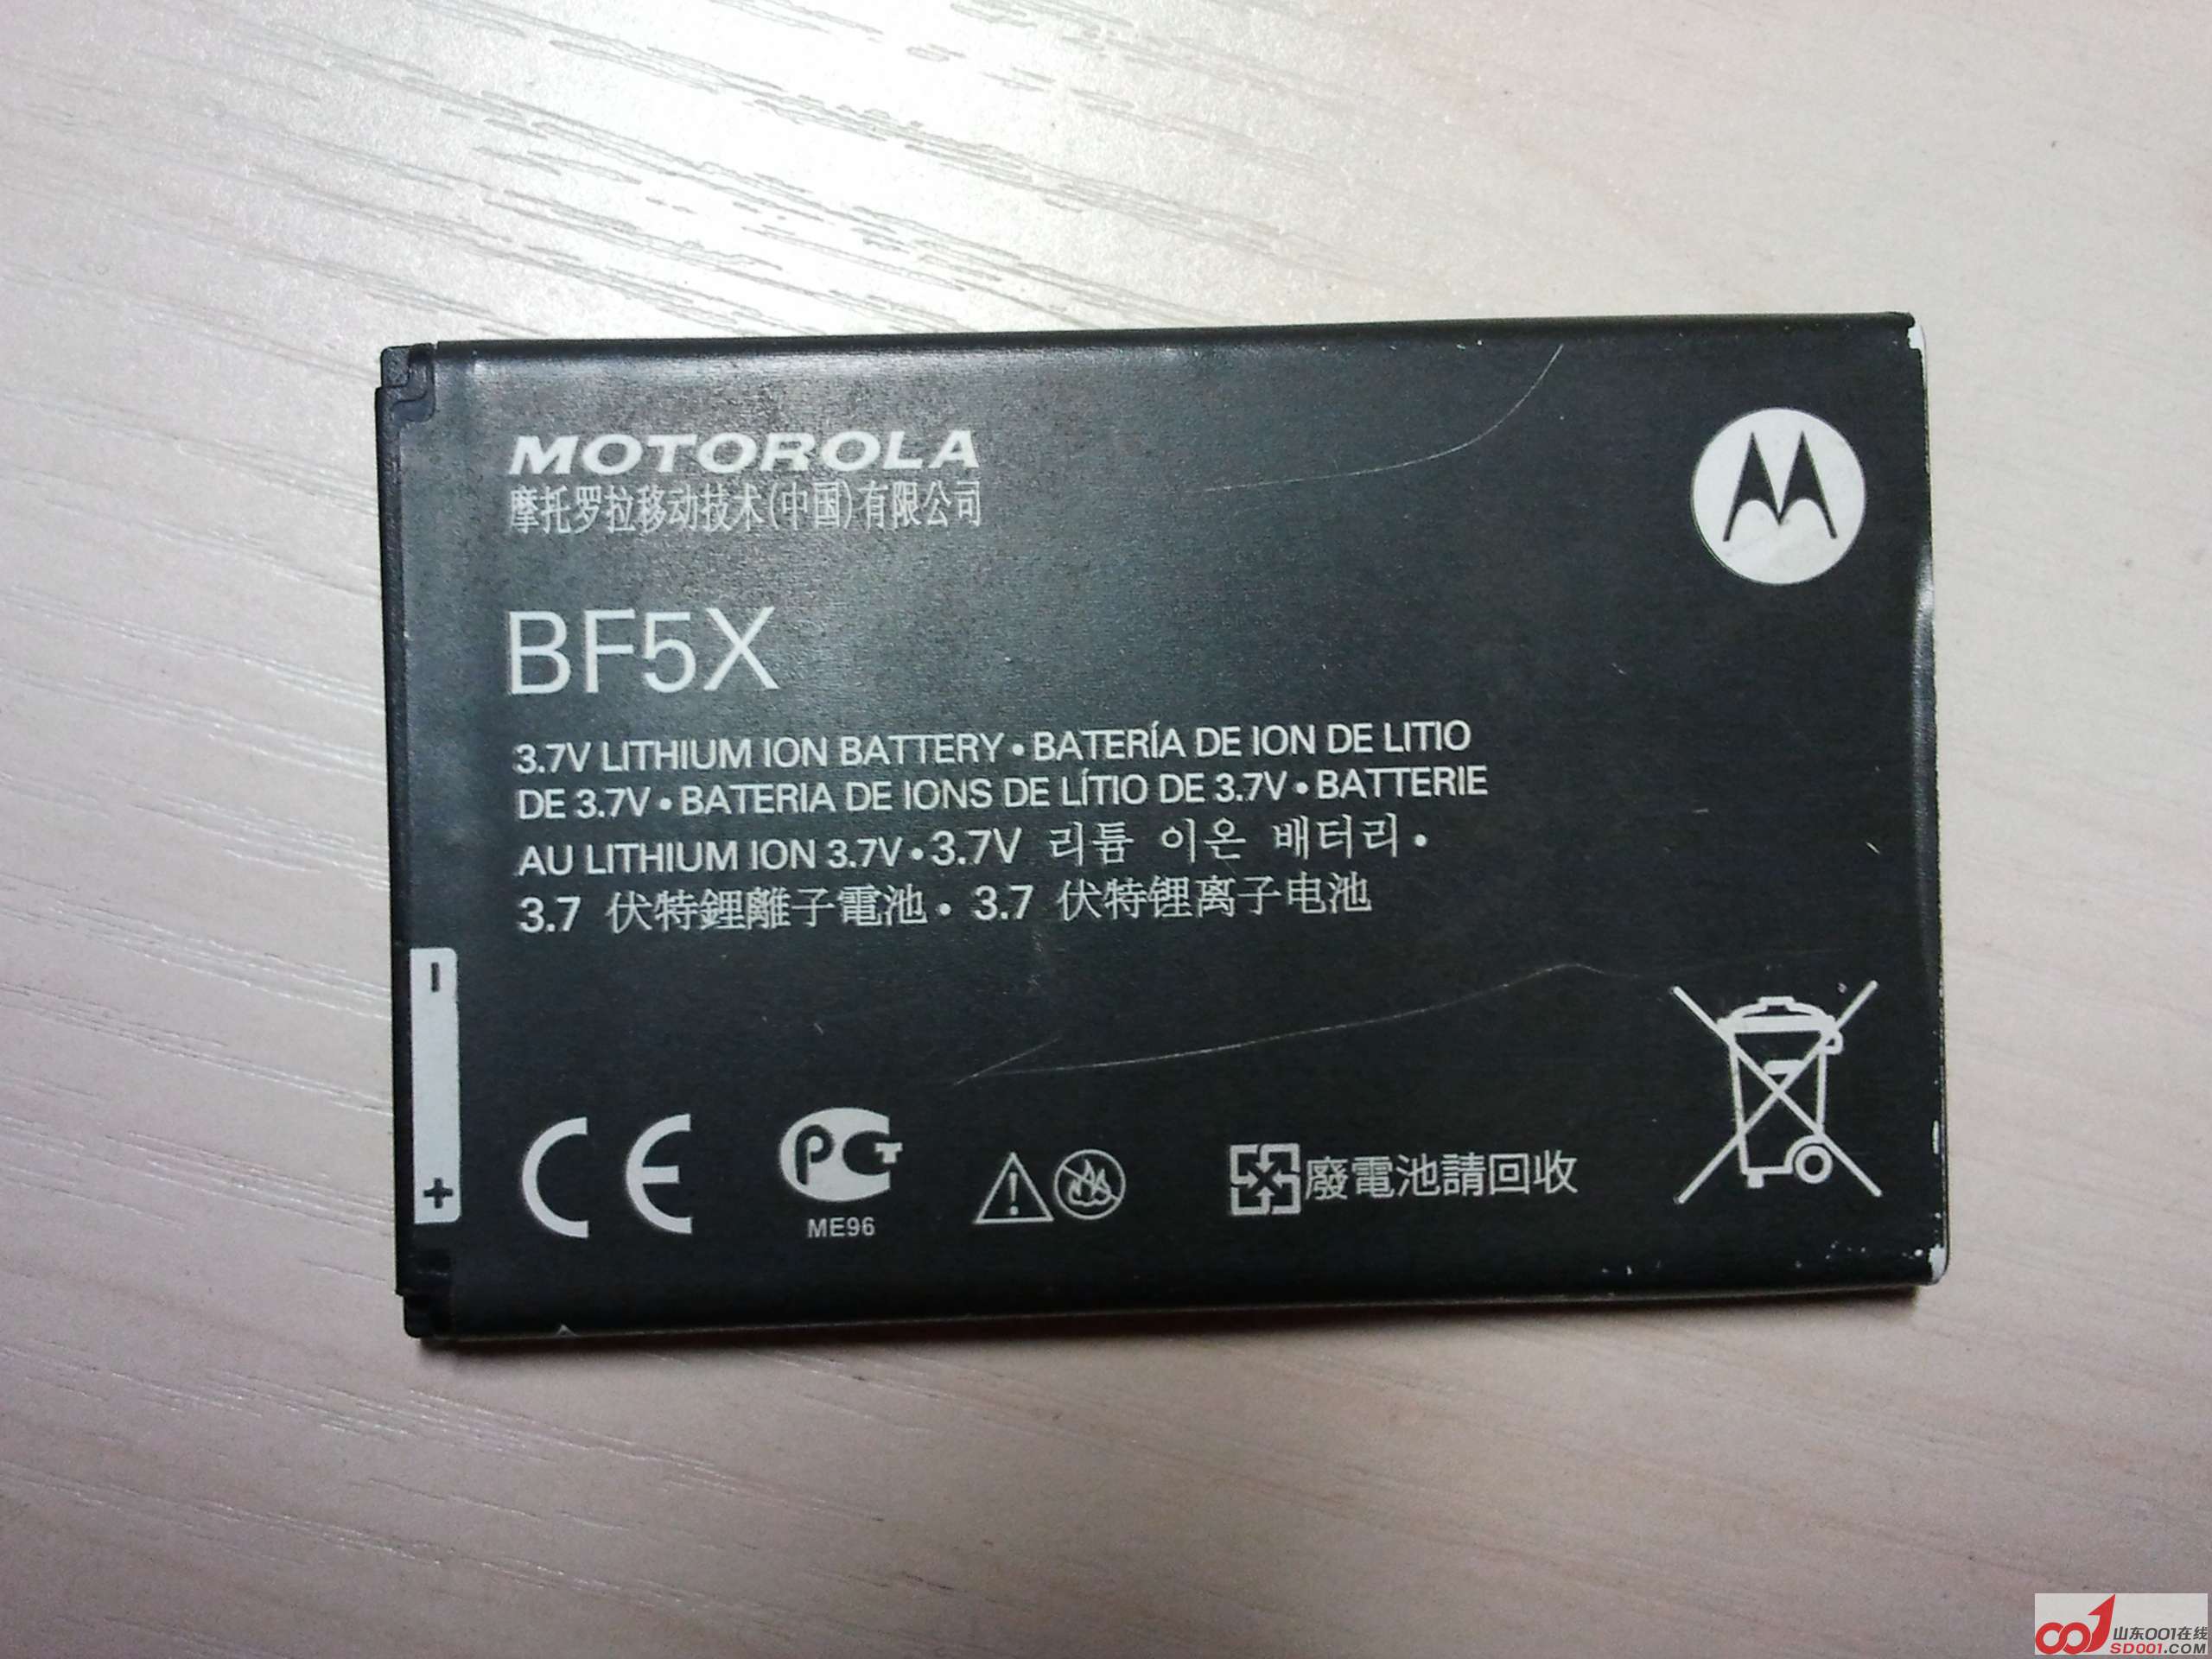 MOTOROLA
摩托罗拉移动技术(中国)有限公司
BF5X
3.7V LITHIUM ION BATTERY • BATERÍA DE ION DE LITIO
DE 3.7V • BATERIA DE IONS DE LÍTIO DE 3.7V • BATTERIE
AU LITHIUM ION 3.7V • 3.7V 리튬 이온 배터리 •
3.7 伏特鋰離子電池 • 3.7 伏特锂离子电池
–
+
CE
PCT
ME96
廢電池請回收
山东001在线
SD001.COM